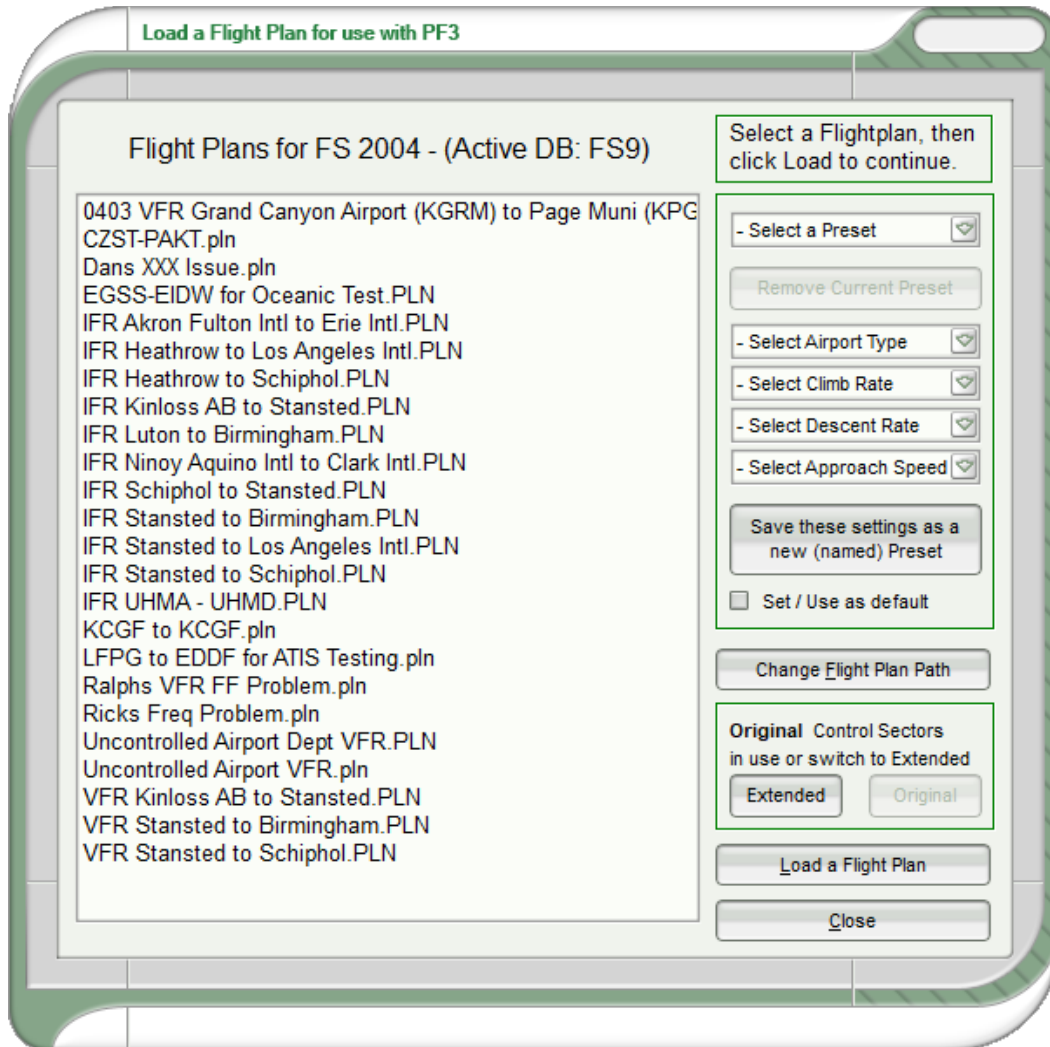 Load a Flight Plan for use with PF3
Flight Plans for FS 2004 - (Active DB: FS9)
0403 VFR Grand Canyon Airport (KGRM) to Page Muni (KPG
CZST-PAKT.pln
Dans XXX Issue.pln
EGSS-EIDW for Oceanic Test.PLN
IFR Akron Fulton Intl to Erie Intl.PLN
IFR Heathrow to Los Angeles Intl.PLN
IFR Heathrow to Schiphol.PLN
IFR Kinloss AB to Stansted.PLN
IFR Luton to Birmingham.PLN
IFR Ninoy Aquino Intl to Clark Intl.PLN
IFR Schiphol to Stansted.PLN
IFR Stansted to Birmingham.PLN
IFR Stansted to Los Angeles Intl.PLN
IFR Stansted to Schiphol.PLN
IFR UHMA - UHMD.PLN
KCGF to KCGF.pln
LFPG to EDDF for ATIS Testing.pln
Ralphs VFR FF Problem.pln
Ricks Freq Problem.pln
Uncontrolled Airport Dept VFR.PLN
Uncontrolled Airport VFR.pln
VFR Kinloss AB to Stansted.PLN
VFR Stansted to Birmingham.PLN
VFR Stansted to Schiphol.PLN
Select a Flightplan, then
click Load to continue.
- Select a Preset
Remove Current Preset
- Select Airport Type
- Select Climb Rate
- Select Descent Rate
- Select Approach Speed
Save these settings as a
new (named) Preset
Set / Use as default
Change Flight Plan Path
Original Control Sectors
in use or switch to Extended
Extended
Original
Load a Flight Plan
Close